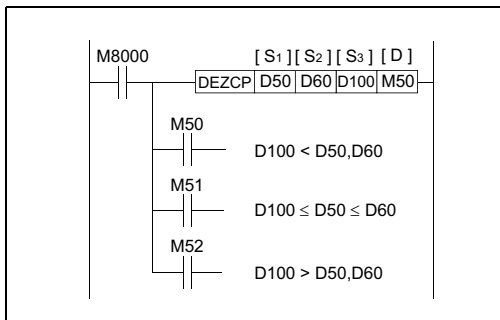 M8000
[ S1 ] [ S2 ] [ S3 ] [ D ]
DEZCP D50 D60 D100 M50
M50
D100 < D50,D60
M51
D100 ≤ D50 ≤ D60
M52
D100 > D50,D60